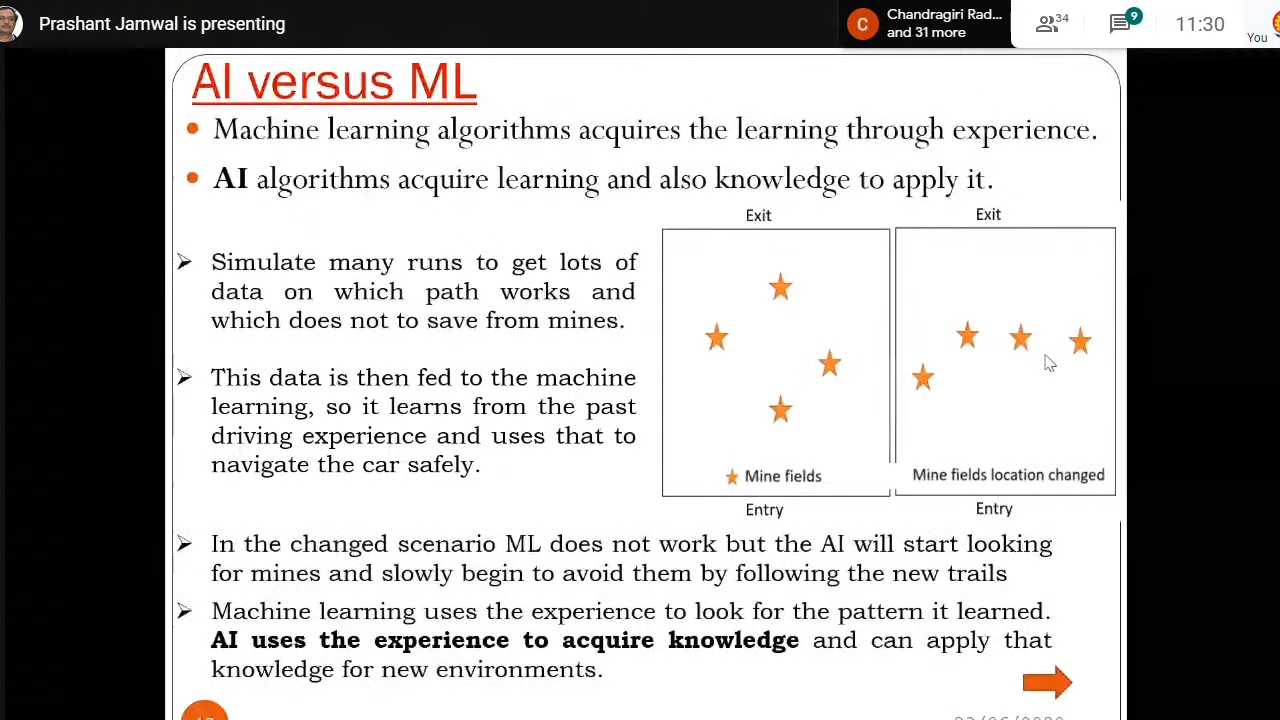 Prashant Jamwal is presenting
C
Chandragiri Rad...
and 31 more
34
9
11:30
You
AI versus ML
Machine learning algorithms acquires the learning through experience.
AI algorithms acquire learning and also knowledge to apply it.
Simulate many runs to get lots of
data on which path works and
which does not to save from mines.
This data is then fed to the machine
learning, so it learns from the past
driving experience and uses that to
navigate the car safely.
Exit
Mine fields
Entry
Exit
Mine fields location changed
Entry
In the changed scenario ML does not work but the AI will start looking
for mines and slowly begin to avoid them by following the new trails
Machine learning uses the experience to look for the pattern it learned.
AI uses the experience to acquire knowledge and can apply that
knowledge for new environments.